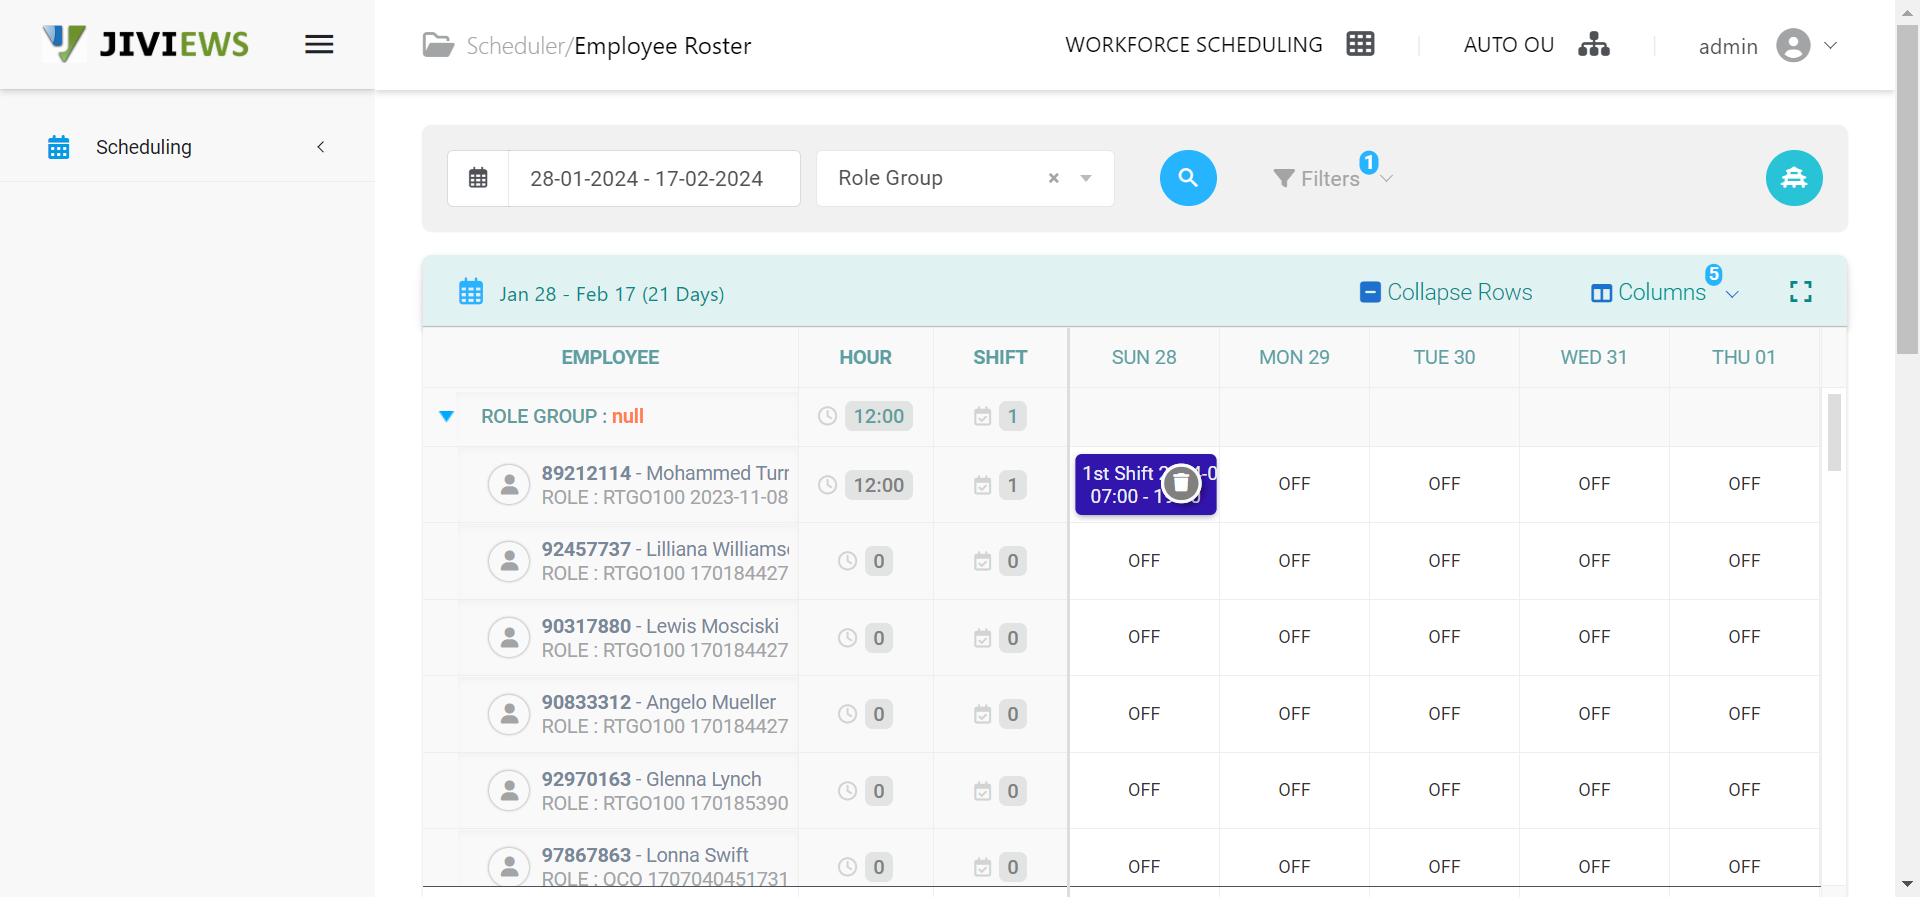 JIVIEWS
Scheduler/Employee Roster
WORKFORCE SCHEDULING
AUTO OU
admin
Scheduling
28-01-2024 - 17-02-2024
Role Group
Filters
1
Jan 28 - Feb 17 (21 Days)
Collapse Rows
Columns
5
EMPLOYEE HOUR SHIFT SUN 28 MON 29 TUE 30 WED 31 THU 01
ROLE GROUP : null 12:00 1
89212114 - Mohammed Turr
ROLE : RTGO100 2023-11-08
12:00 1
1st Shift
07:00 -
OFF OFF OFF OFF
92457737 - Lilliana Williams
ROLE : RTGO100 170184427
0 0 OFF OFF OFF OFF OFF
90317880 - Lewis Mosciski
ROLE : RTGO100 170184427
0 0 OFF OFF OFF OFF OFF
90833312 - Angelo Mueller
ROLE : RTGO100 170184427
0 0 OFF OFF OFF OFF OFF
92970163 - Glenna Lynch
ROLE : RTGO100 170185390
0 0 OFF OFF OFF OFF OFF
97867863 - Lonna Swift
ROLE : OCO 1707040451731
0 0 OFF OFF OFF OFF OFF